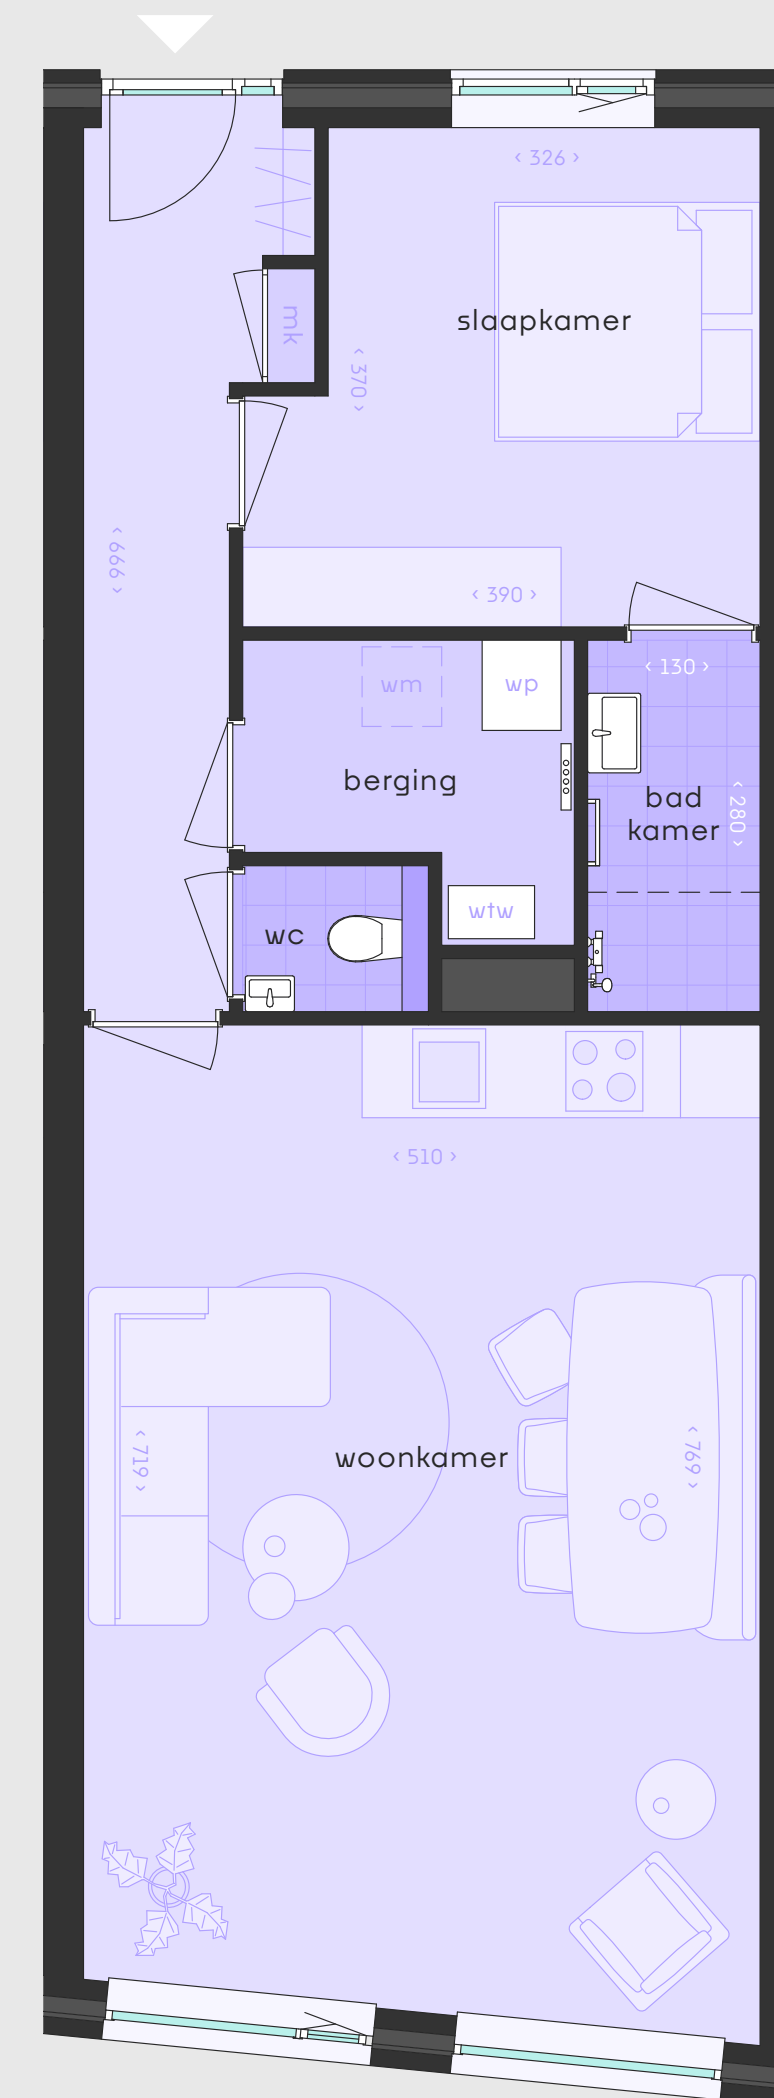 ‹ 326 ›
slaapkamer
mk
‹ 370 ›
‹ 666 ›
‹ 390 ›
‹ 130 ›
wm
wp
berging
bad
kamer
‹ 280 ›
wtw
wc
‹ 510 ›
woonkamer
‹ 719 ›
‹ 769 ›